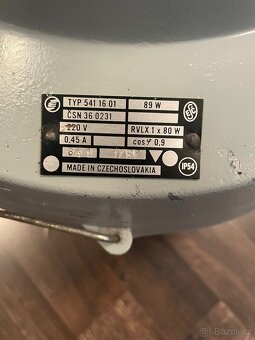 TYP 541 16 01 89 W
ČSN 36 0231
220 V RVLX 1 x 80 W
0,45 A cos φ 0,9
MADE IN CZECHOSLOVAKIA
IP54
Bazoš.cz